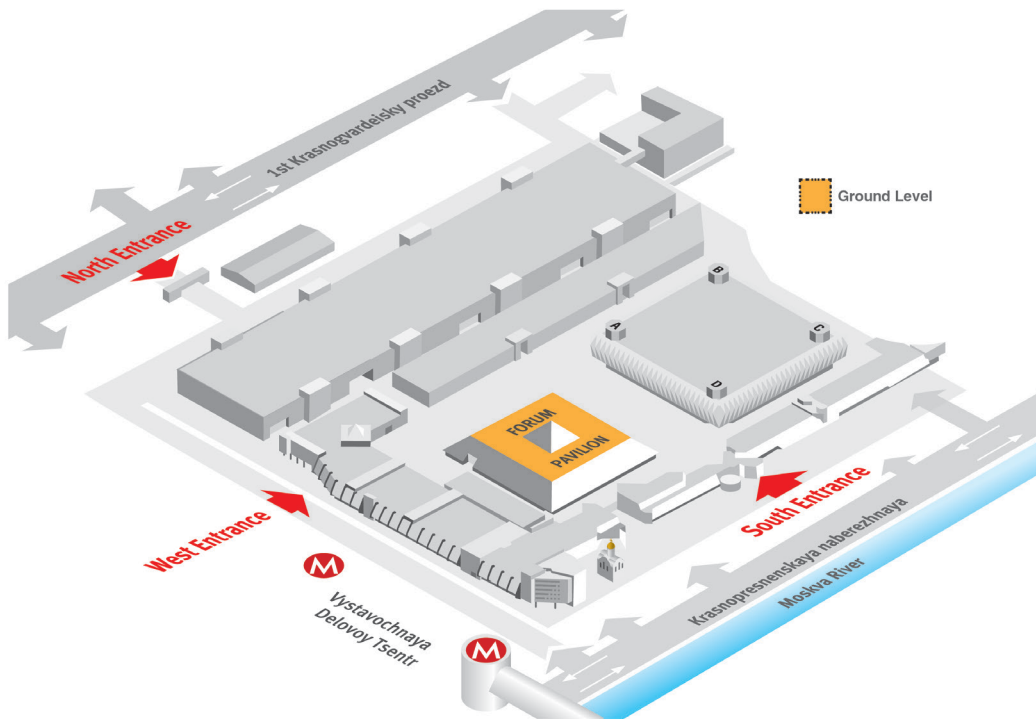 1st Krasnogvardeisky proezd
North Entrance
Ground Level
B
A
C
D
FORUM
PAVILION
West Entrance
South Entrance
M
Vystavochnaya
Delovoy Tsentr
M
Krasnopresnenskaya naberezhnaya
Moskva River